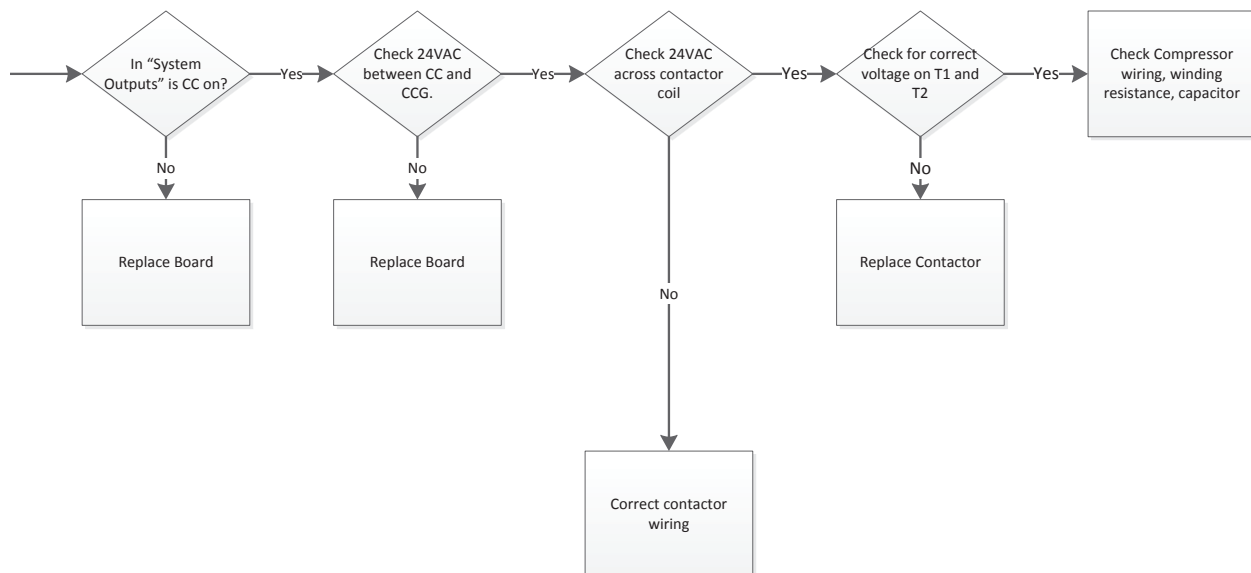 In “System
Outputs” is CC on?
Yes
Check 24VAC
between CC and
CCG.
Yes
Check 24VAC
across contactor
coil
Yes
Check for correct
voltage on T1 and
T2
Yes
Check Compressor
wiring, winding
resistance, capacitor
No
No
No
Replace Board
Replace Board
Replace Contactor
No
Correct contactor
wiring